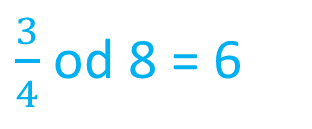 3/4 od 8 = 6